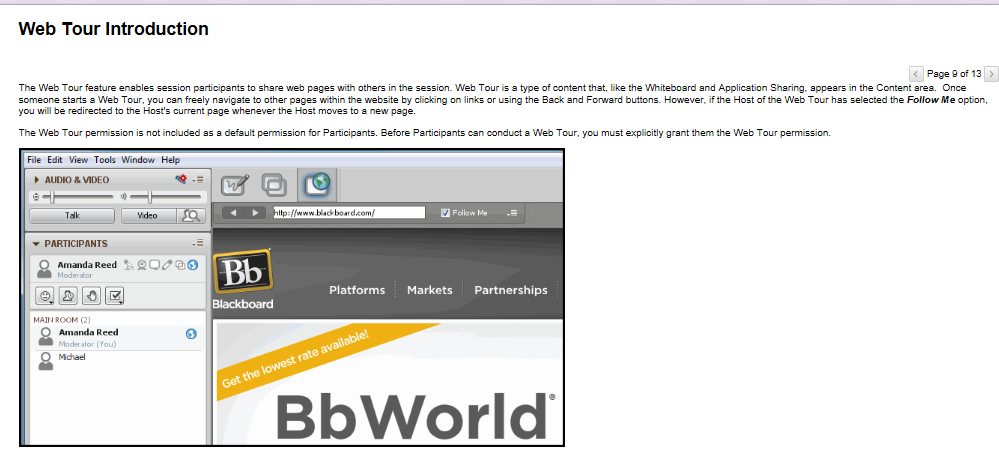 Web Tour Introduction
Page 9 of 13
The Web Tour feature enables session participants to share web pages with others in the session. Web Tour is a type of content that, like the Whiteboard and Application Sharing, appears in the Content area. Once
someone starts a Web Tour, you can freely navigate to other pages within the website by clicking on links or using the Back and Forward buttons. However, if the Host of the Web Tour has selected the Follow Me option,
you will be redirected to the Host's current page whenever the Host moves to a new page.
The Web Tour permission is not included as a default permission for Participants. Before Participants can conduct a Web Tour, you must explicitly grant them the Web Tour permission.
File Edit View Tools Window Help
AUDIO & VIDEO
Talk Video
http://www.blackboard.com/ Follow Me
PARTICIPANTS
Amanda Reed
Moderator
MAIN ROOM (2)
Amanda Reed
Moderator (You)
Michael
Bb
Blackboard
Platforms Markets Partnerships
Get the lowest rate available!
BbWorld®